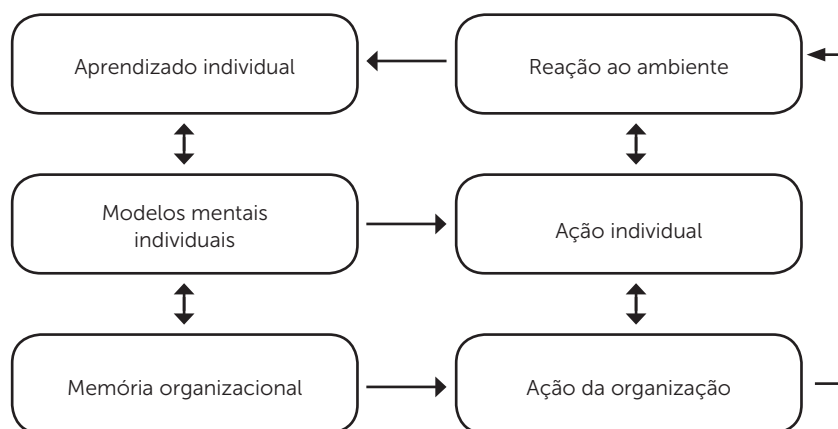 Aprendizado individual
Reação ao ambiente
Modelos mentais
individuais
Ação individual
Memória organizacional
Ação da organização